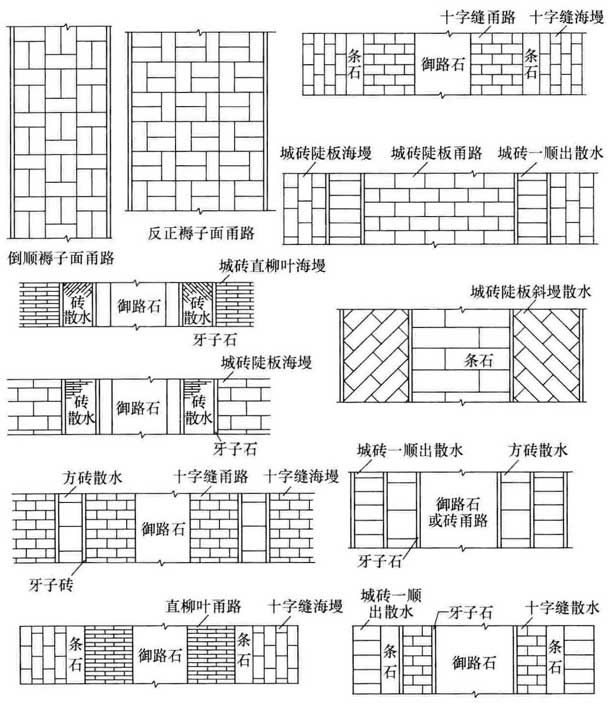 倒顺褥子面甬路
反正褥子面甬路
十字缝甬路
十字缝海墁
条石
御路石
条石
城砖陡板海墁
城砖陡板甬路
城砖一顺出散水
城砖直柳叶海墁
砖
散水
御路石
砖
散水
牙子石
城砖陡板斜墁散水
条石
城砖陡板海墁
砖
散水
御路石
砖
散水
牙子石
方砖散水
十字缝甬路
十字缝海墁
御路石
牙子砖
城砖一顺出散水
方砖散水
御路石
或砖甬路
牙子石
直柳叶甬路
十字缝海墁
条石
御路石
条石
城砖一顺
出散水
牙子石
十字缝散水
条石
御路石
条石